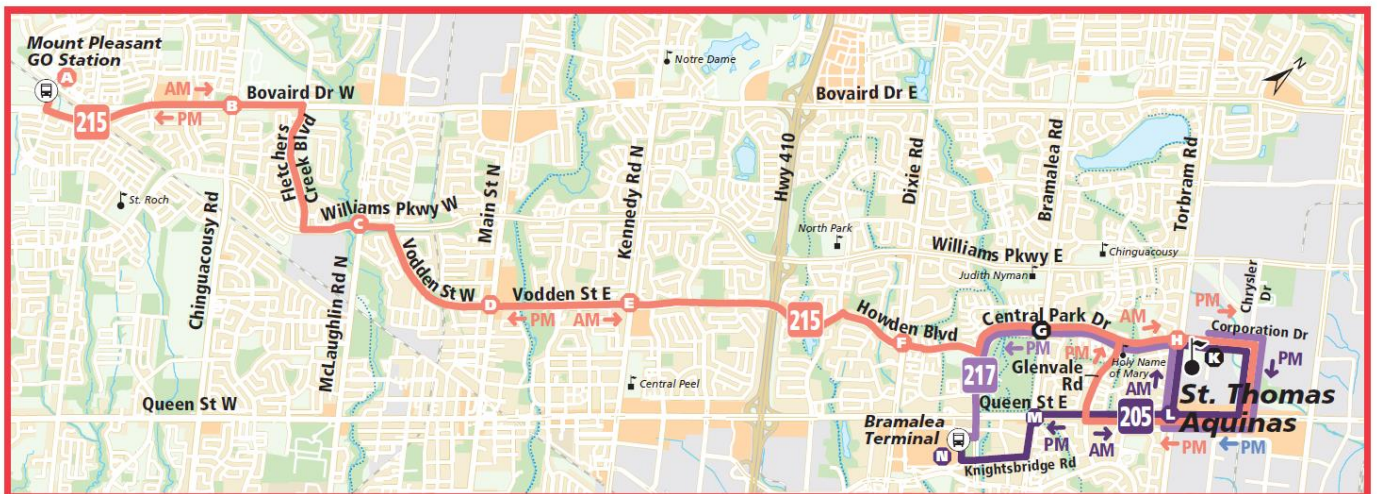 Mount Pleasant
GO Station
A
AM →
← PM
215
B
Bovaird Dr W
Notre Dame
Bovaird Dr E
N
Fletchers
Creek Blvd
St. Roch
Chinguacousy Rd
McLaughlin Rd N
Williams Pkwy W
C
Vodden St W
Main St N
D
Vodden St E
← PM
AM →
Kennedy Rd N
E
Hwy 410
215
North Park
Howden Blvd
F
Dixie Rd
Williams Pkwy E
Judith Nyman
Bramalea Rd
Chinguacousy
Torbram Rd
Chrysler
Dr
PM
→
Corporation Dr
Central Park Dr
G
← PM
AM
→
H
K
PM
↓
PM
Glenvale
Rd
Holy Name
of Mary
AM ↑
St. Thomas
Aquinas
217
Central Peel
Queen St W
Queen St E
Bramalea
Terminal
N
M
←
PM
Knightsbridge Rd
→
AM
205
L
←
PM
←
PM